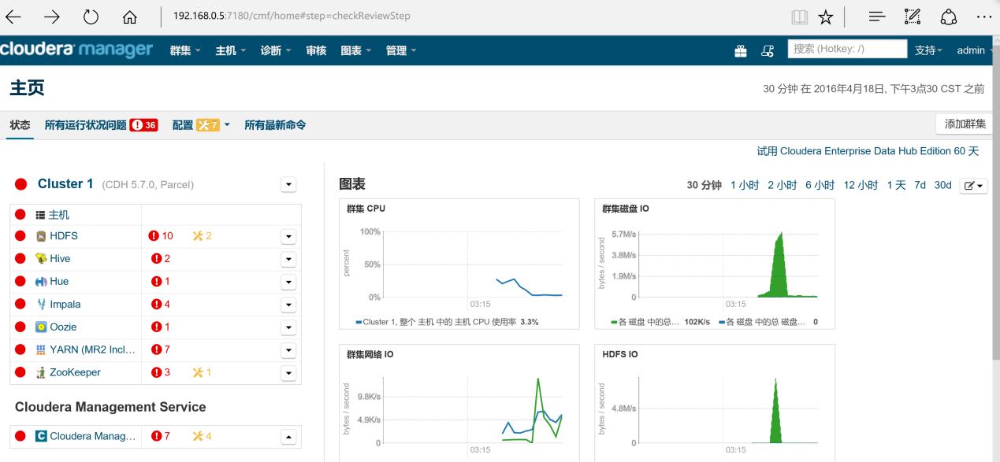 192.168.0.5:7180/cmf/home#step=checkReviewStep
cloudera manager 群集 主机 诊断 审核 图表 管理 搜索 (Hotkey: /) 支持 admin
主页
30 分钟 在 2016年4月18日, 下午3点30 CST 之前
状态 所有运行状况问题 36 配置 7 所有最新命令 添加群集
试用 Cloudera Enterprise Data Hub Edition 60 天
Cluster 1 (CDH 5.7.0, Parcel)
主机
HDFS 10 2
Hive 2
Hue 1
Impala 4
Oozie 1
YARN (MR2 Incl... 7
ZooKeeper 3 1
Cloudera Management Service
Cloudera Manag... 7 4
图表
30 分钟 1 小时 2 小时 6 小时 12 小时 1 天 7d 30d
群集 CPU
percent
100%
50%
0%
03:15
Cluster 1, 整个 主机 中的 主机 CPU 使用率 3.3%
群集磁盘 IO
bytes / second
5.7M/s
3.8M/s
1.9M/s
0
03:15
各 磁盘 中的总... 102K/s 各 磁盘 中的总 磁盘... 0
群集网络 IO
bytes / second
9.8K/s
4.9K/s
0
03:15
HDFS IO
bytes / second
4.8M/s
0
03:15